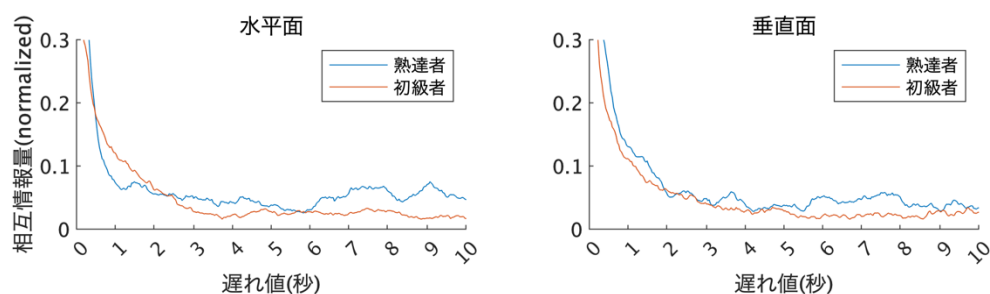 水平面
相互情報量(normalized)
0.3
0.2
0.1
0
熟達者
初級者
0 1 2 3 4 5 6 7 8 9 10
遅れ値(秒)
垂直面
0.3
0.2
0.1
0
熟達者
初級者
0 1 2 3 4 5 6 7 8 9 10
遅れ値(秒)